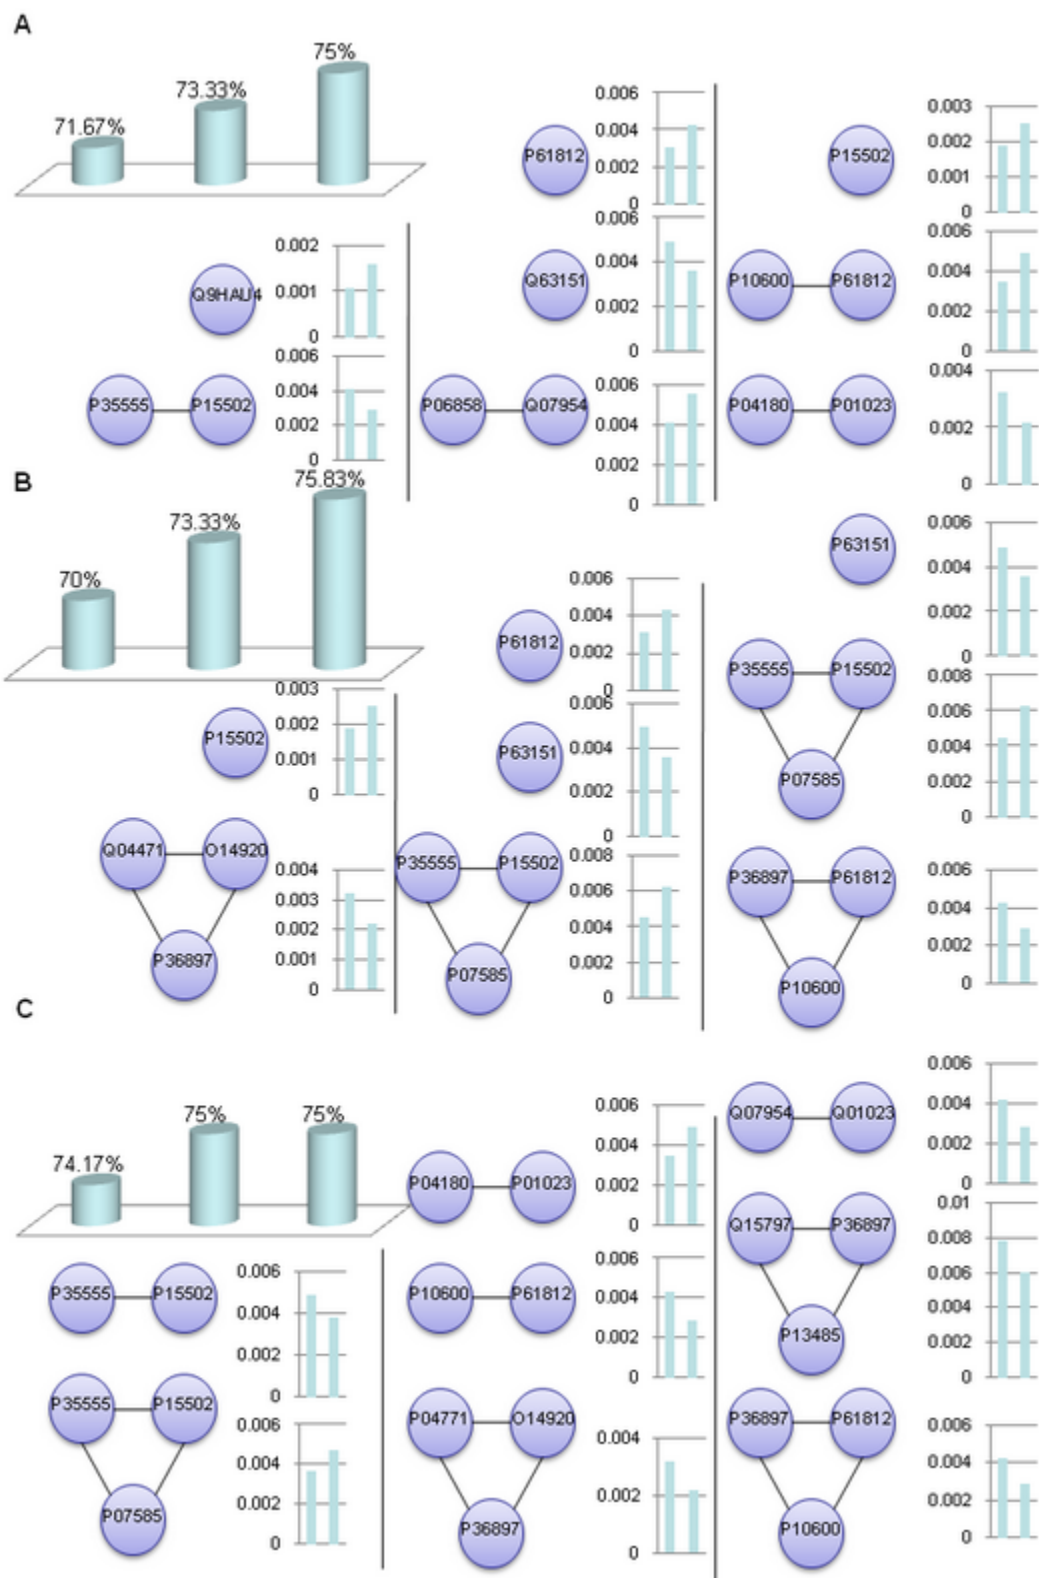 A
71.67%
73.33%
75%
Q9HAU4
0.002
0.001
0
P35555
P15502
0.006
0.004
0.002
0
P61812
0.006
0.004
0.002
0
Q63151
0.006
0.004
0.002
0
P06858
Q07954
0.006
0.004
0.002
0
P15502
0.003
0.002
0.001
0
P10600
P61812
0.006
0.004
0.002
0
P04180
P01023
0.004
0.002
0
B
70%
73.33%
75.83%
P15502
0.003
0.002
0.001
0
Q04471
O14920
P36897
0.004
0.003
0.002
0.001
0
P61812
0.006
0.004
0.002
0
P63151
0.006
0.004
0.002
0
P35555
P15502
P07585
0.008
0.006
0.004
0.002
0
P63151
0.006
0.004
0.002
0
P35555
P15502
P07585
0.008
0.006
0.004
0.002
0
P36897
P61812
P10600
0.006
0.004
0.002
0
C
74.17%
75%
75%
P35555
P15502
0.006
0.004
0.002
0
P35555
P15502
P07585
0.006
0.004
0.002
0
P04180
P01023
0.006
0.004
0.002
0
P10600
P61812
0.006
0.004
0.002
0
P04771
O14920
P36897
0.004
0.002
0
Q07954
Q01023
0.006
0.004
0.002
0
Q15797
P36897
P13485
0.01
0.008
0.006
0.004
0.002
0
P36897
P61812
P10600
0.006
0.004
0.002
0